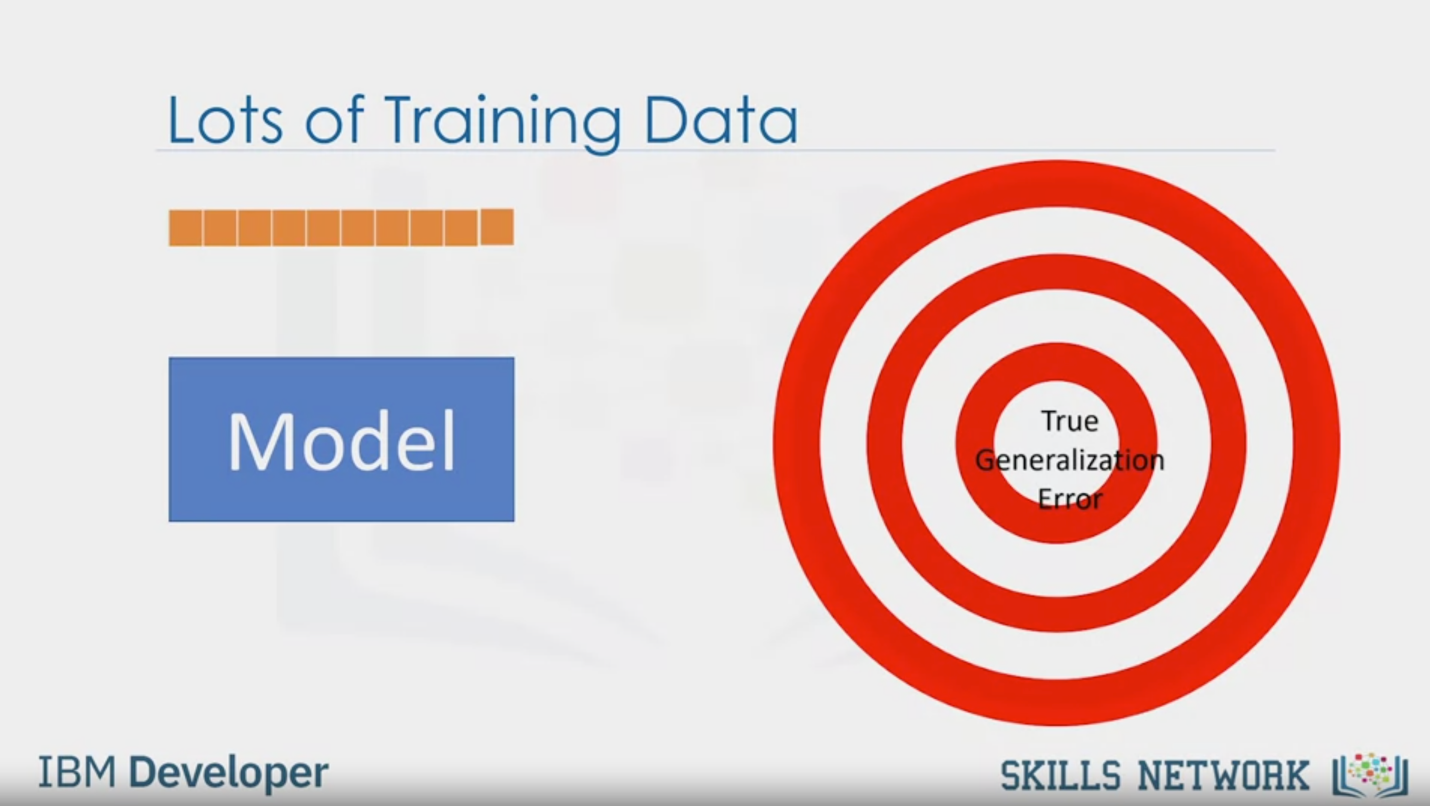 Lots of Training Data
Model
True
Generalization
Error
IBM Developer
SKILLS NETWORK